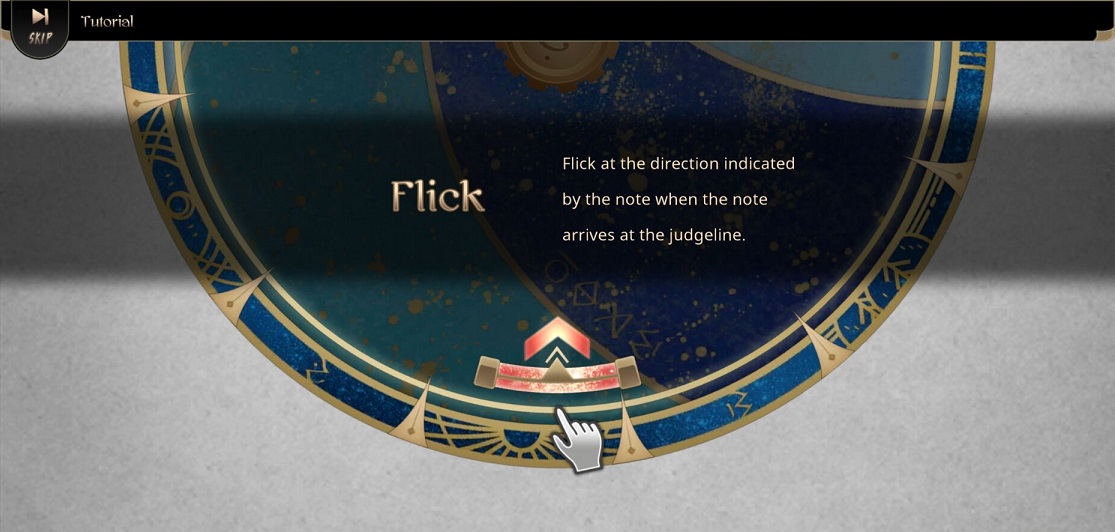 SKIP
Tutorial
Flick
Flick at the direction indicated
by the note when the note
arrives at the judgeline.